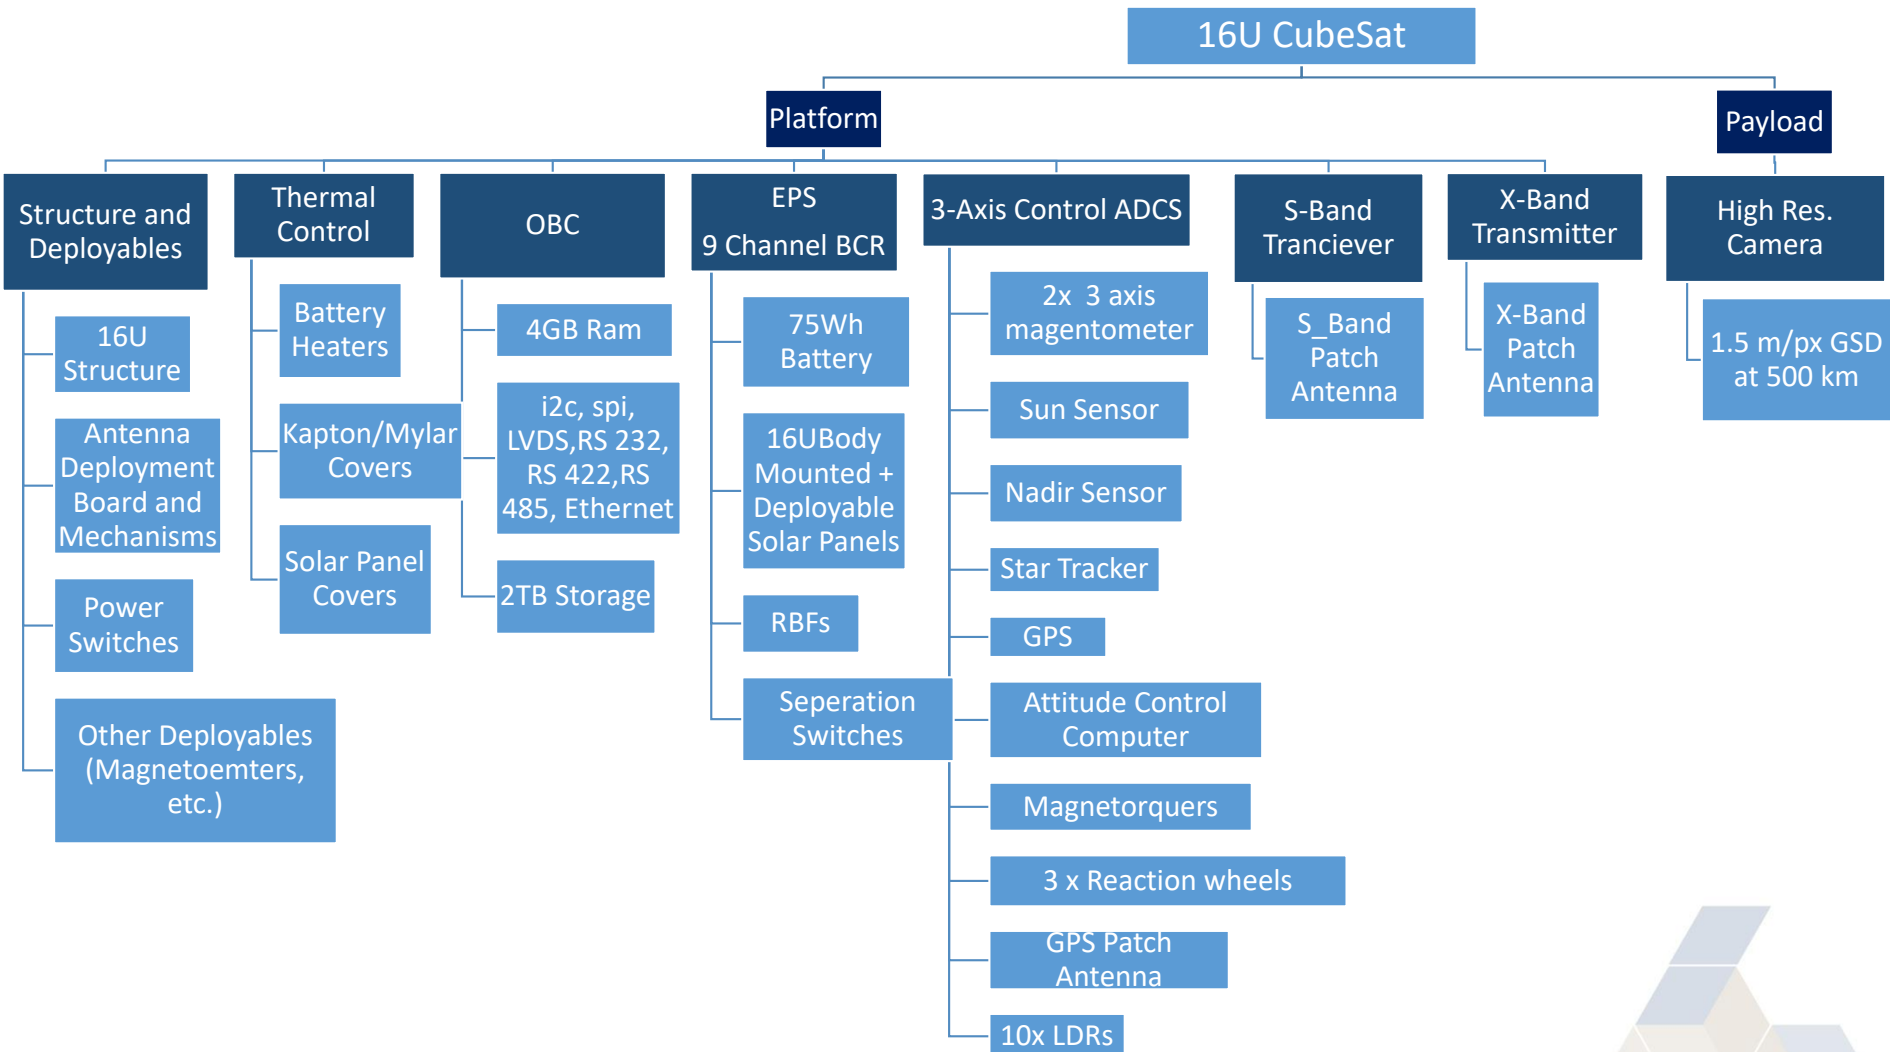 16U CubeSat
Platform
Payload
Structure and
Deployables
16U
Structure
Antenna
Deployment
Board and
Mechanisms
Power
Switches
Other Deployables
(Magnetoemters,
etc.)
Thermal
Control
Battery
Heaters
Kapton/Mylar
Covers
Solar Panel
Covers
OBC
4GB Ram
i2c, spi,
LVDS,RS 232,
RS 422,RS
485, Ethernet
2TB Storage
EPS
9 Channel BCR
75Wh
Battery
16UBody
Mounted +
Deployable
Solar Panels
RBFs
Seperation
Switches
3-Axis Control ADCS
2x 3 axis
magentometer
Sun Sensor
Nadir Sensor
Star Tracker
GPS
Attitude Control
Computer
Magnetorquers
3 x Reaction wheels
GPS Patch
Antenna
10x LDRs
S-Band
Tranciever
S_Band
Patch
Antenna
X-Band
Transmitter
X-Band
Patch
Antenna
High Res.
Camera
1.5 m/px GSD
at 500 km